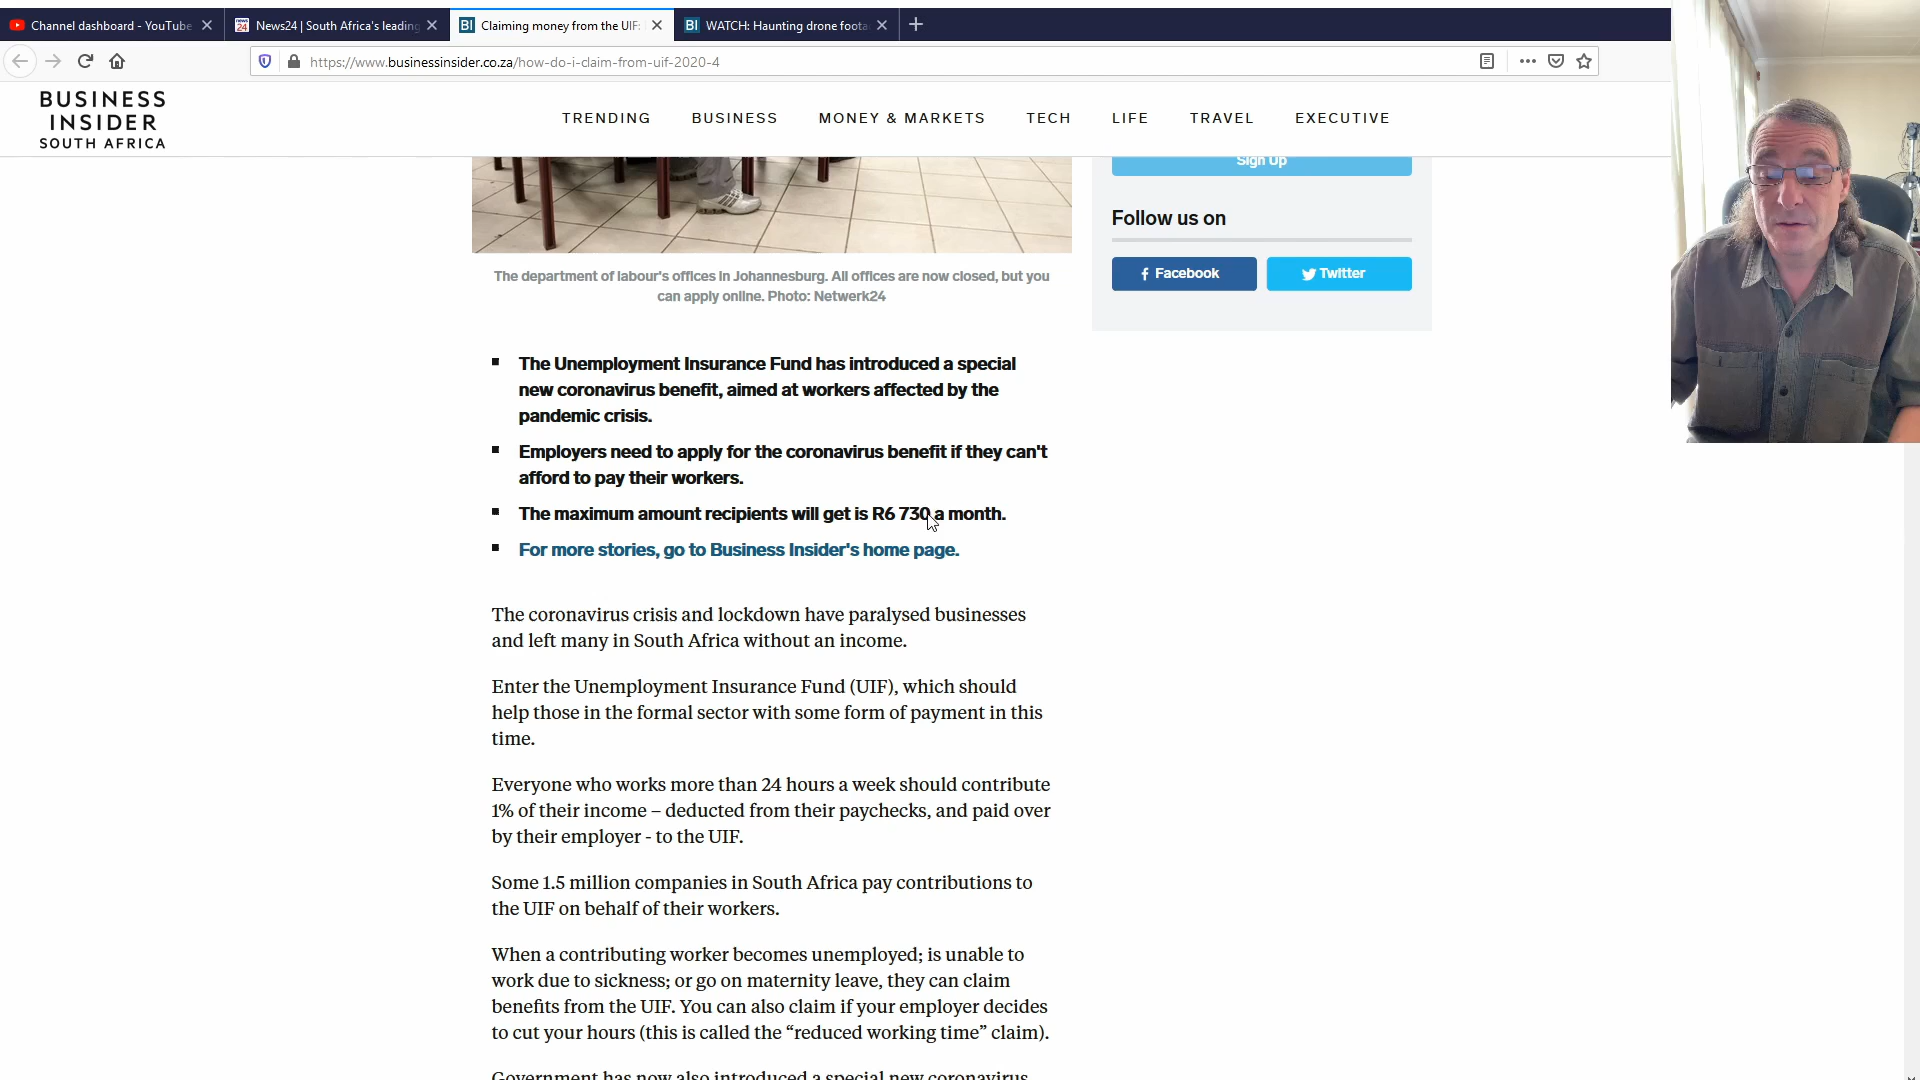 Channel dashboard - YouTube
News24 | South Africa's leading
Claiming money from the UIF:
WATCH: Haunting drone foota
https://www.businessinsider.co.za/how-do-i-claim-from-uif-2020-4
BUSINESS
INSIDER
SOUTH AFRICA
TRENDING BUSINESS MONEY & MARKETS TECH LIFE TRAVEL EXECUTIVE
Sign Up
Follow us on
Facebook
Twitter
The department of labour's offices in Johannesburg. All offices are now closed, but you
can apply online. Photo: Netwerk24
The Unemployment Insurance Fund has introduced a special
new coronavirus benefit, aimed at workers affected by the
pandemic crisis.
Employers need to apply for the coronavirus benefit if they can't
afford to pay their workers.
The maximum amount recipients will get is R6 730 a month.
For more stories, go to Business Insider's home page.
The coronavirus crisis and lockdown have paralysed businesses
and left many in South Africa without an income.
Enter the Unemployment Insurance Fund (UIF), which should
help those in the formal sector with some form of payment in this
time.
Everyone who works more than 24 hours a week should contribute
1% of their income – deducted from their paychecks, and paid over
by their employer - to the UIF.
Some 1.5 million companies in South Africa pay contributions to
the UIF on behalf of their workers.
When a contributing worker becomes unemployed; is unable to
work due to sickness; or go on maternity leave, they can claim
benefits from the UIF. You can also claim if your employer decides
to cut your hours (this is called the “reduced working time” claim).
Government has now also introduced a special new coronavirus